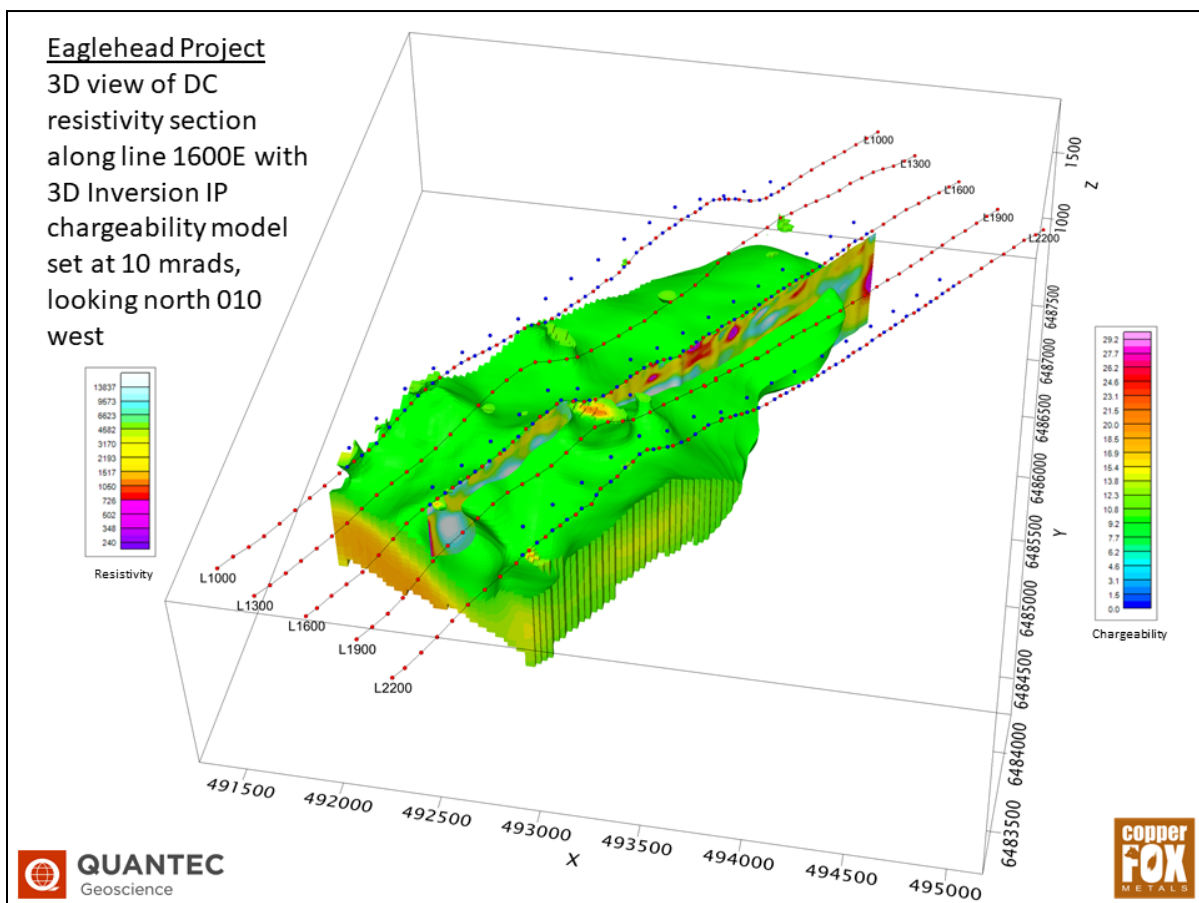 Eaglehead Project
3D view of DC
resistivity section
along line 1600E with
3D Inversion IP
chargeability model
set at 10 mrads,
looking north 010
west
L1000
L1300
L1600
L1900
L2200
1500
1000
Z
6487500
6487000
6486500
6486000
6485500
6485000
6484500
6484000
6483500
Y
13837
9673
6623
4682
3170
2193
1517
1060
726
502
348
240
Resistivity
29.2
27.7
26.2
24.6
23.1
21.5
20.0
18.5
16.9
15.4
13.8
12.3
10.8
9.2
7.7
6.2
4.6
3.1
1.5
0.0
Chargeability
L1000
L1300
L1600
L1900
L2200
491500
492000
492500
493000
493500
494000
494500
495000
X
QUANTEC
Geoscience
copper
FOX
METALS